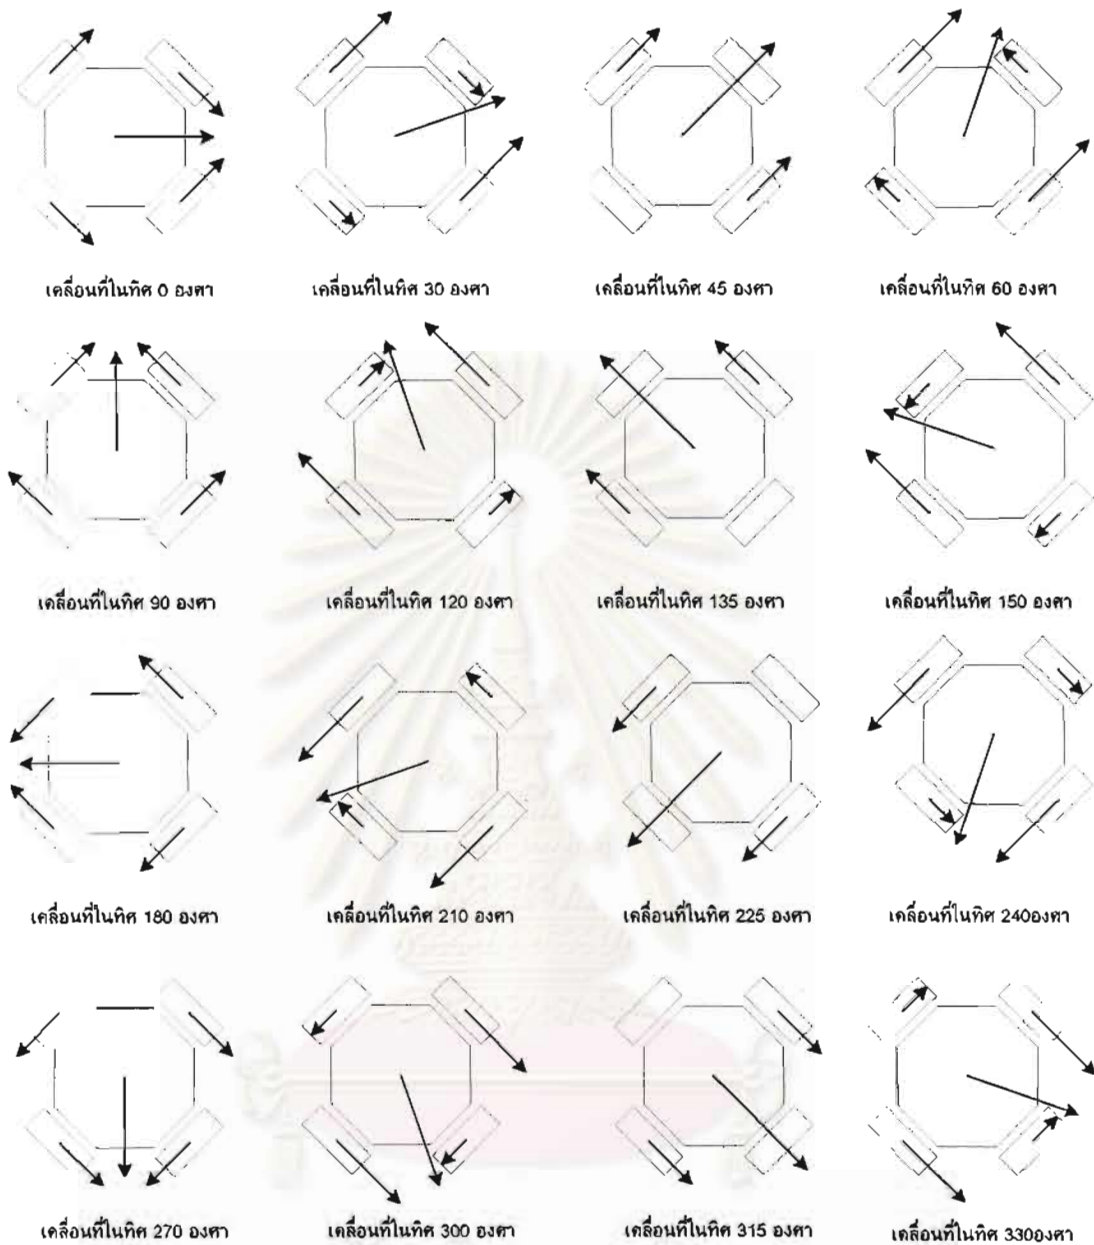 เคลื่อนที่ในทิศ 0 องศา
เคลื่อนที่ในทิศ 30 องศา
เคลื่อนที่ในทิศ 45 องศา
เคลื่อนที่ในทิศ 60 องศา
เคลื่อนที่ในทิศ 90 องศา
เคลื่อนที่ในทิศ 120 องศา
เคลื่อนที่ในทิศ 135 องศา
เคลื่อนที่ในทิศ 150 องศา
เคลื่อนที่ในทิศ 180 องศา
เคลื่อนที่ในทิศ 210 องศา
เคลื่อนที่ในทิศ 225 องศา
เคลื่อนที่ในทิศ 240องศา
เคลื่อนที่ในทิศ 270 องศา
เคลื่อนที่ในทิศ 300 องศา
เคลื่อนที่ในทิศ 315 องศา
เคลื่อนที่ในทิศ 330องศา